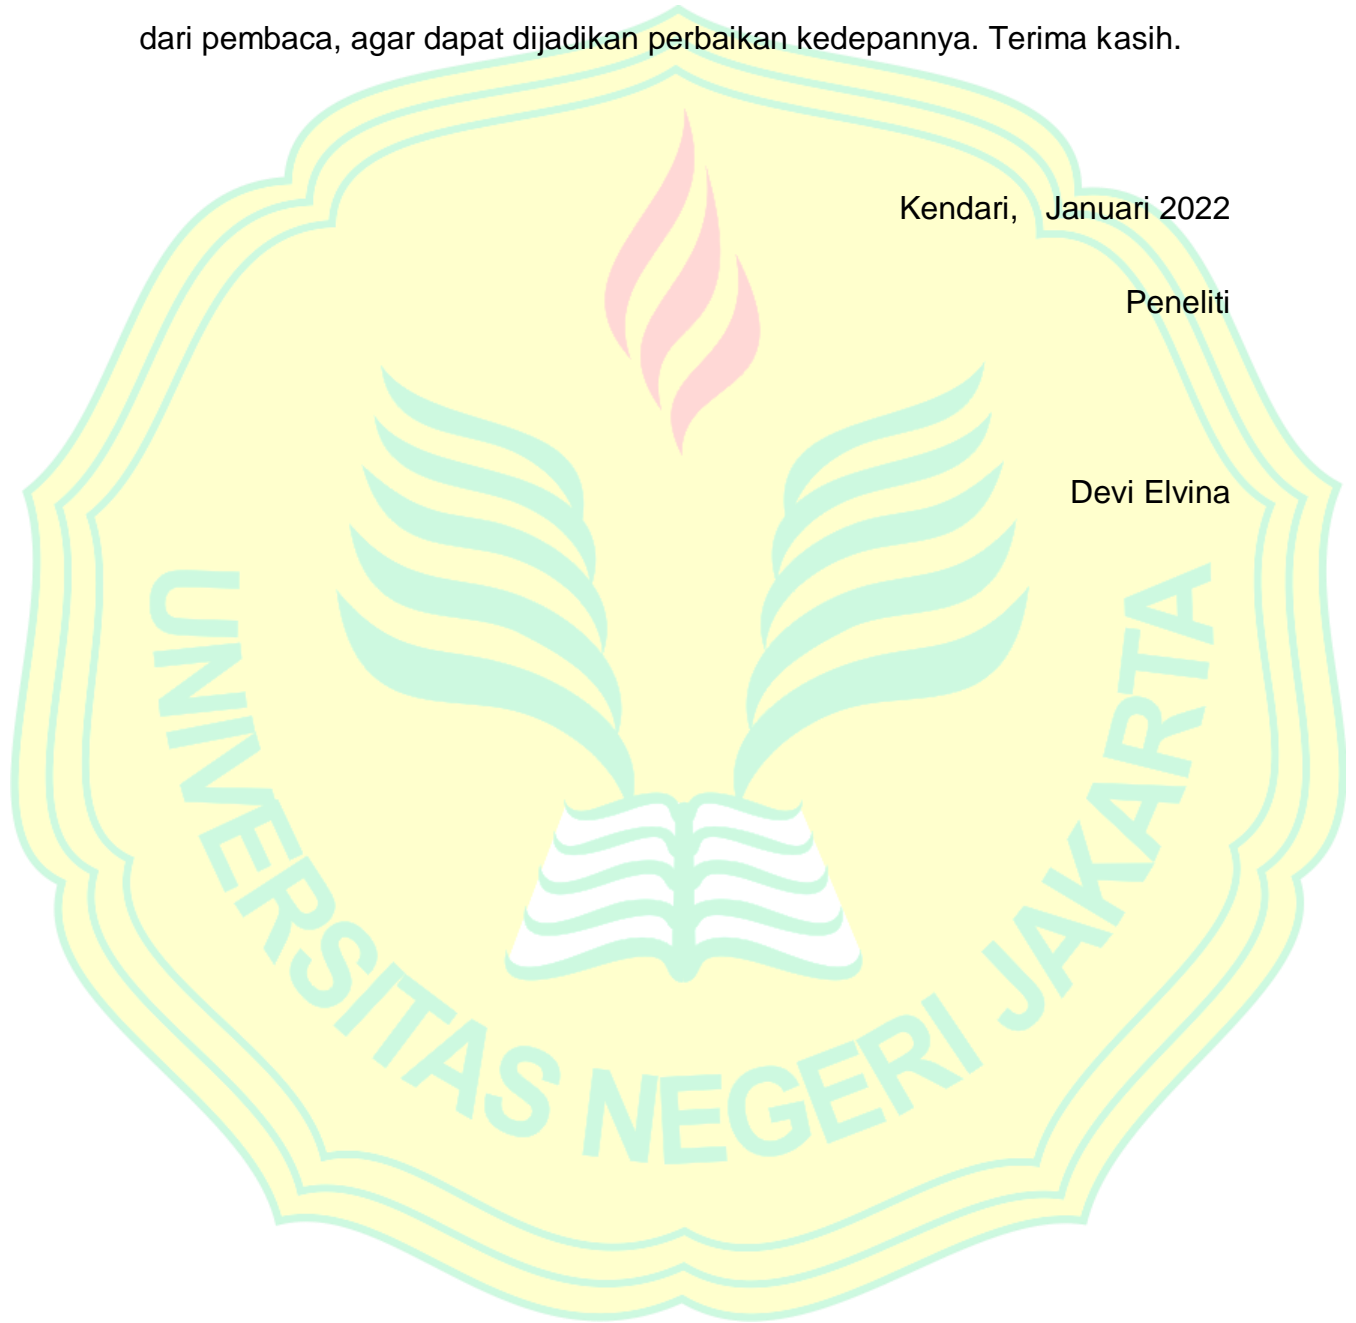 dari pembaca, agar dapat dijadikan perbaikan kedepannya. Terima kasih.
Kendari, Januari 2022
Peneliti
Devi Elvina
UNIVERSITAS NEGERI JAKARTA